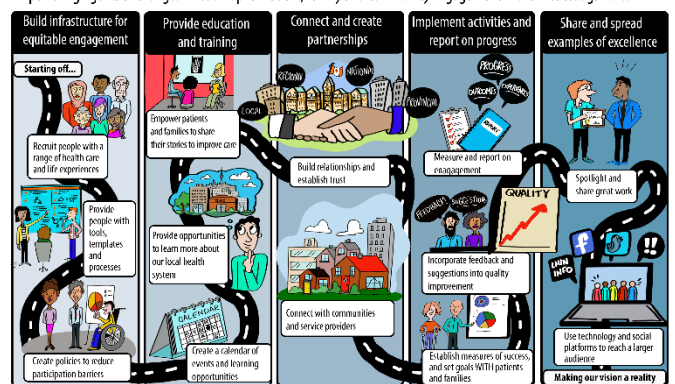 Build infrastructure for
equitable engagement
Starting off...
Recruit people with a
range of health care
and life experiences
Provide
people with
tools,
templates
and
processes
Create policies to reduce
participation barriers
Provide education
and training
Empower patients
and families to share
their stories to improve care
Provide opportunities
to learn more about
our local health
system
CALENDAR
Create a calendar of
events and learning
opportunities
Connect and create
partnerships
LOCAL
REGIONAL
NATIONAL
PROVINCIAL
Build relationships and
establish trust
Connect with communities
and service providers
Implement activities and
report on progress
PROGRESS
OUTCOMES
EXPERIENCE
REPORT
Measure and report on
enagagement
FEEDBACK!
SUGGESTION
QUALITY
Incorporate feedback and
suggestions into quality
improvement
Establish measures of success,
and set goals WITH patients
and families
Share and spread
examples of excellence
Spotlight and
share great work
LHIN
INFO
f
!!
Use technology and social
platforms to reach a larger
audience
Making our vision a reality